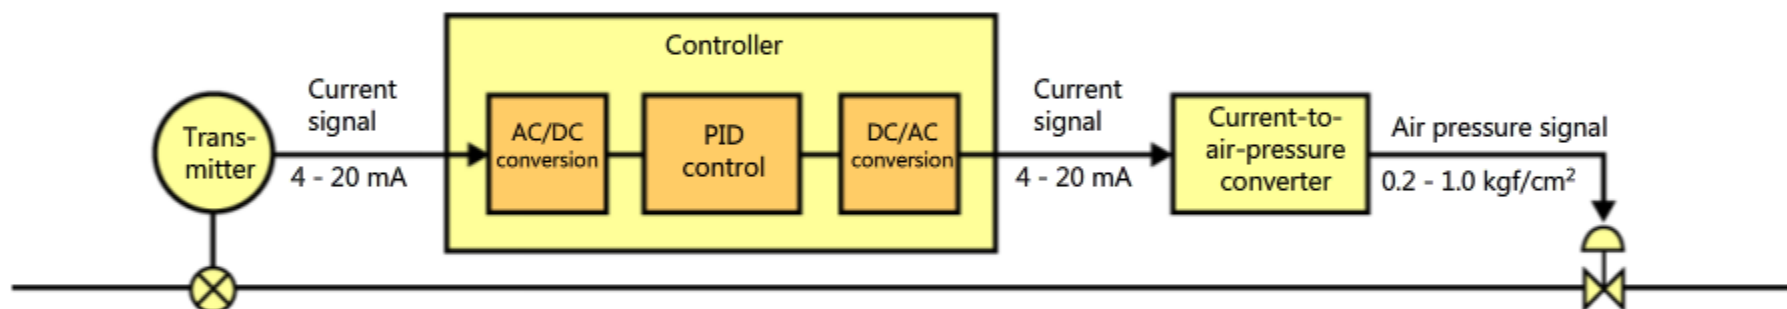 Controller
Trans-
mitter
Current
signal
4 - 20 mA
AC/DC
conversion
PID
control
DC/AC
conversion
Current
signal
4 - 20 mA
Current-to-
air-pressure
converter
Air pressure signal
0.2 - 1.0 kgf/cm²